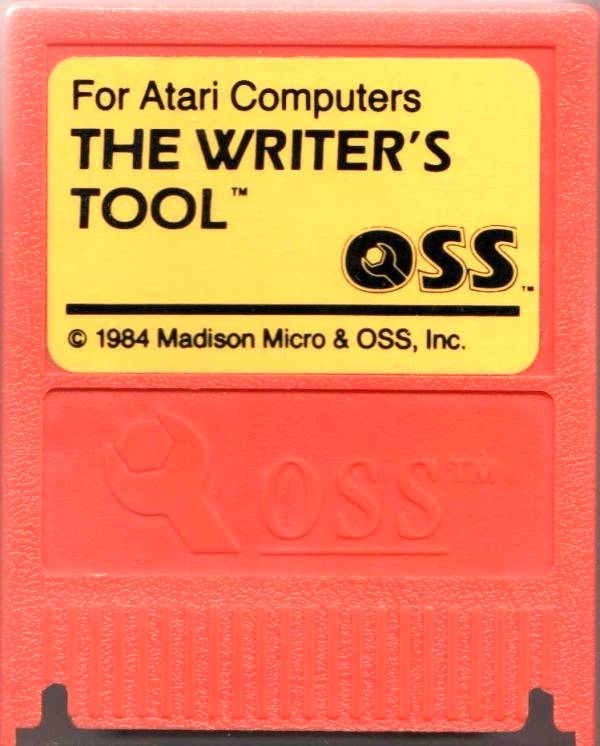 For Atari Computers
THE WRITER'S
TOOL™
OSS™
© 1984 Madison Micro & OSS, Inc.
OSS™